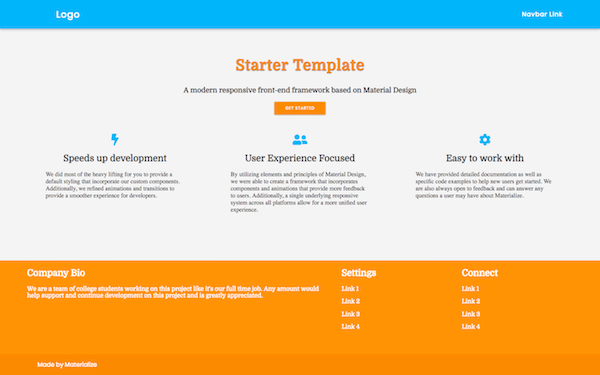 Logo
Navbar Link
Starter Template
A modern responsive front-end framework based on Material Design
GET STARTED
Speeds up development
We did most of the heavy lifting for you to provide a
default styling that incorporate our custom components.
Additionally, we refined animations and transitions to
provide a smoother experience for developers.
User Experience Focused
By utilizing elements and principles of Material Design,
we were able to create a framework that incorporates
components and animations that provide more feedback
to users. Additionally, a single underlying responsive
system across all platforms allow for a more unified user
experience.
Easy to work with
We have provided detailed documentation as well as
specific code examples to help new users get started. We
are also always open to feedback and can answer any
questions a user may have about Materialize.
Company Bio
We are a team of college students working on this project like it's our full time job. Any amount would
help support and continue development on this project and is greatly appreciated.
Settings
Link 1
Link 2
Link 3
Link 4
Connect
Link 1
Link 2
Link 3
Link 4
Made by Materialize